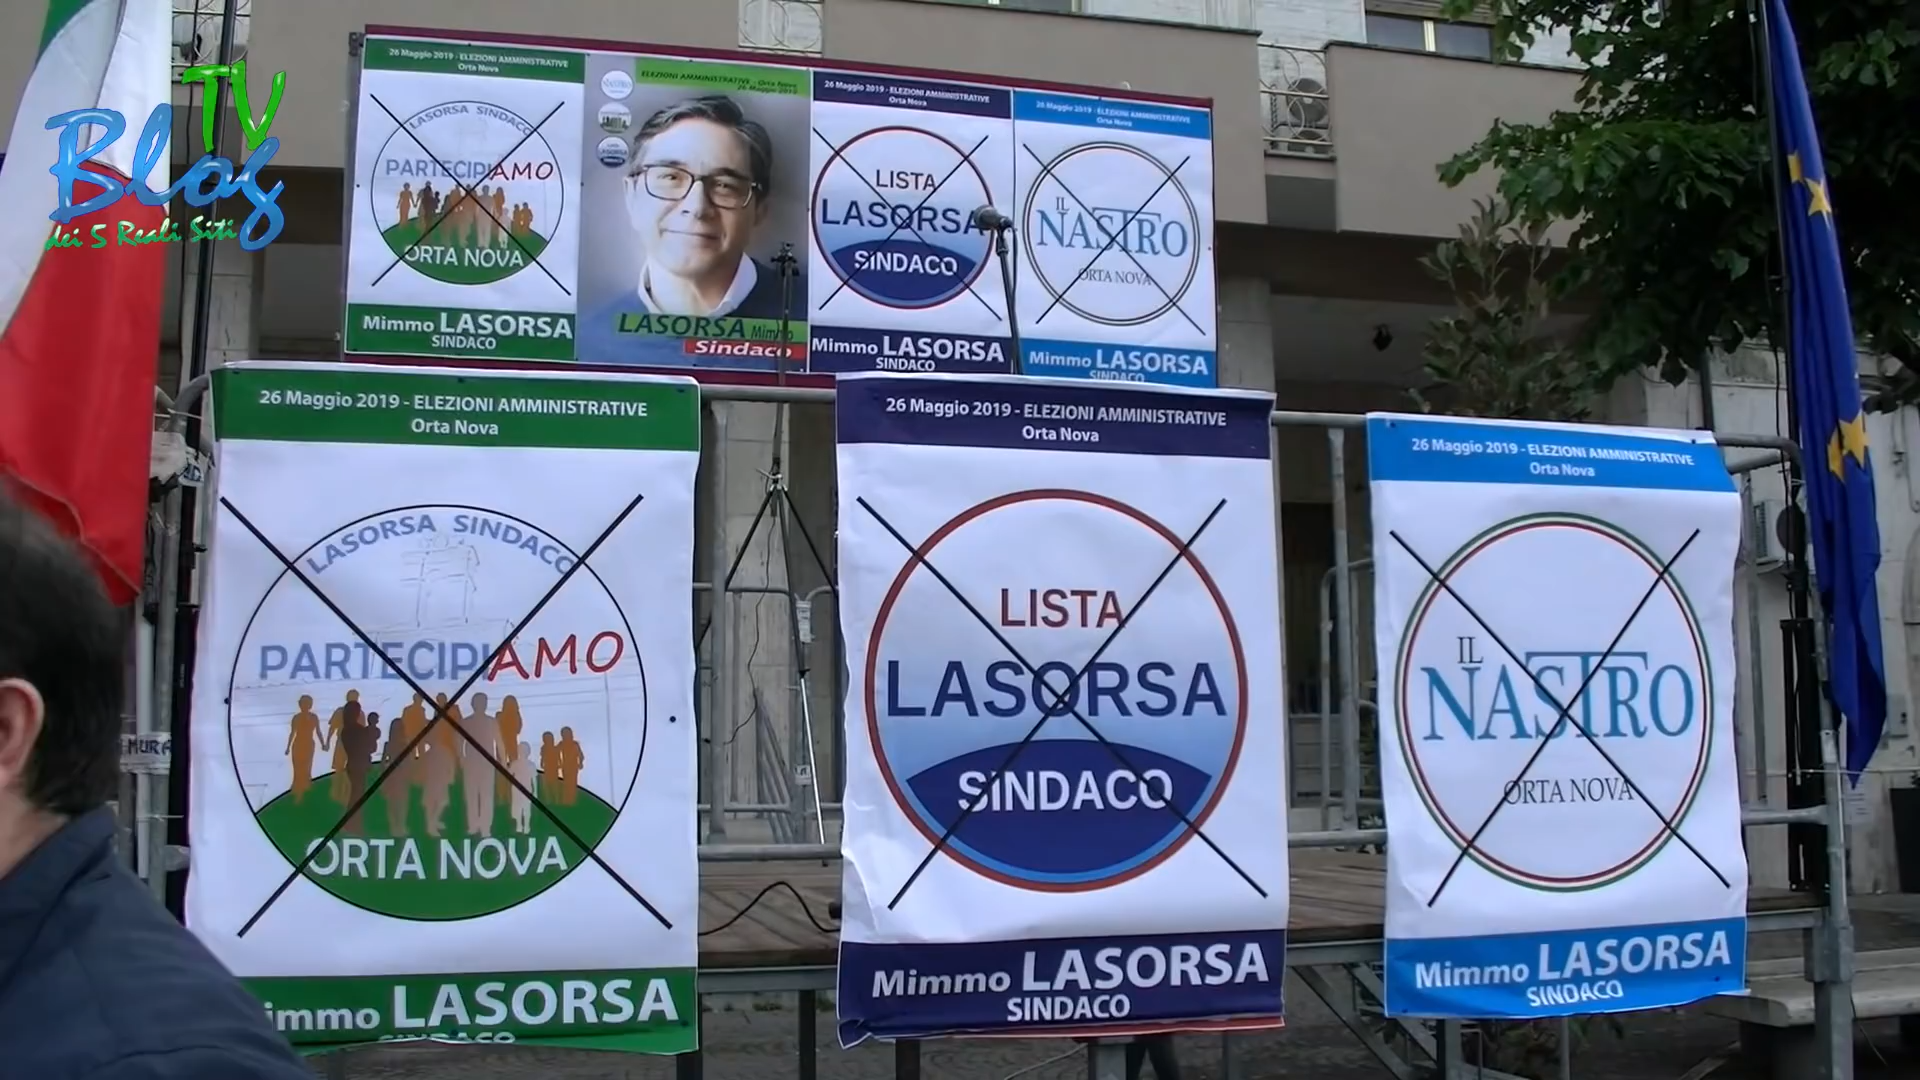 TV
Blog
dei 5 Reali Siti
26 Maggio 2019 - ELEZIONI AMMINISTRATIVE
Orta Nova
LASORSA SINDACO
PARTECIPIAMO
ORTA NOVA
Mimmo LASORSA
SINDACO
ELEZIONI AMMINISTRATIVE - Orta Nova
26 Maggio 2019
NASTRO
LASORSA Mimmo
Sindaco
26 Maggio 2019 - ELEZIONI AMMINISTRATIVE
Orta Nova
LISTA
LASORSA
SINDACO
Mimmo LASORSA
SINDACO
26 Maggio 2019 - ELEZIONI AMMINISTRATIVE
Orta Nova
IL
NASTRO
ORTA NOVA
Mimmo LASORSA
SINDACO
26 Maggio 2019 - ELEZIONI AMMINISTRATIVE
Orta Nova
LASORSA SINDACO
PARTECIPIAMO
ORTA NOVA
immo LASORSA
SINDACO
26 Maggio 2019 - ELEZIONI AMMINISTRATIVE
Orta Nova
LISTA
LASORSA
SINDACO
Mimmo LASORSA
SINDACO
26 Maggio 2019 - ELEZIONI AMMINISTRATIVE
Orta Nova
IL
NASTRO
ORTA NOVA
Mimmo LASORSA
SINDACO
MURA